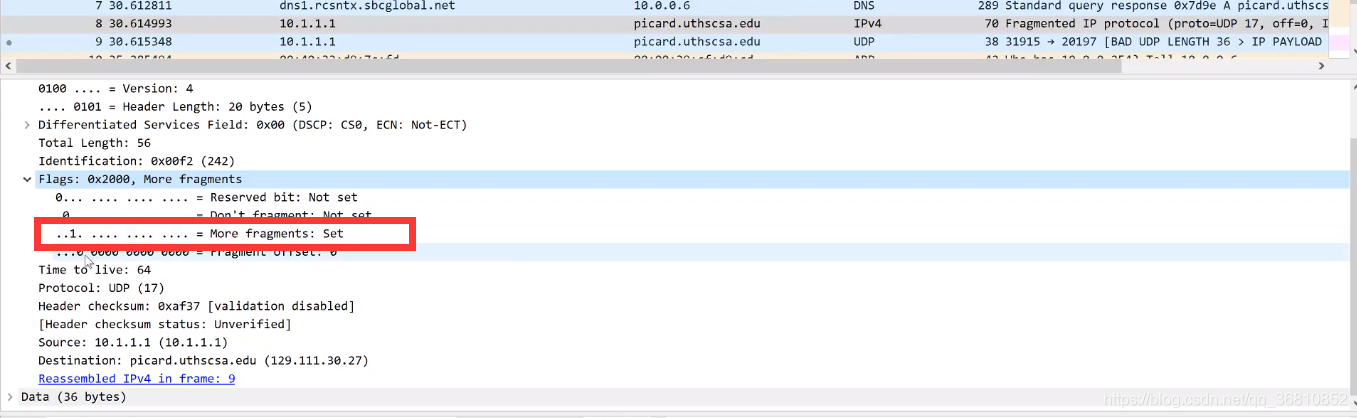 7 30.612811 dns1.rcsntx.sbcglobal.net 10.0.0.6 DNS 289 Standard query response 0x7d9e A picard.uthscs
8 30.614993 10.1.1.1 picard.uthscsa.edu IPv4 70 Fragmented IP protocol (proto=UDP 17, off=0, I
9 30.615348 10.1.1.1 picard.uthscsa.edu UDP 38 31915 → 20197 [BAD UDP LENGTH 36 > IP PAYLOAD
0100 .... = Version: 4
.... 0101 = Header Length: 20 bytes (5)
Differentiated Services Field: 0x00 (DSCP: CS0, ECN: Not-ECT)
Total Length: 56
Identification: 0x00f2 (242)
Flags: 0x2000, More fragments
0... .... .... .... = Reserved bit: Not set
.0.. .... .... .... = Don't fragment: Not set
..1. .... .... .... = More fragments: Set
...0 0000 0000 0000 = Fragment offset: 0
Time to live: 64
Protocol: UDP (17)
Header checksum: 0xaf37 [validation disabled]
[Header checksum status: Unverified]
Source: 10.1.1.1 (10.1.1.1)
Destination: picard.uthscsa.edu (129.111.30.27)
Reassembled IPv4 in frame: 9
Data (36 bytes)
https://blog.csdn.net/qq_36810852